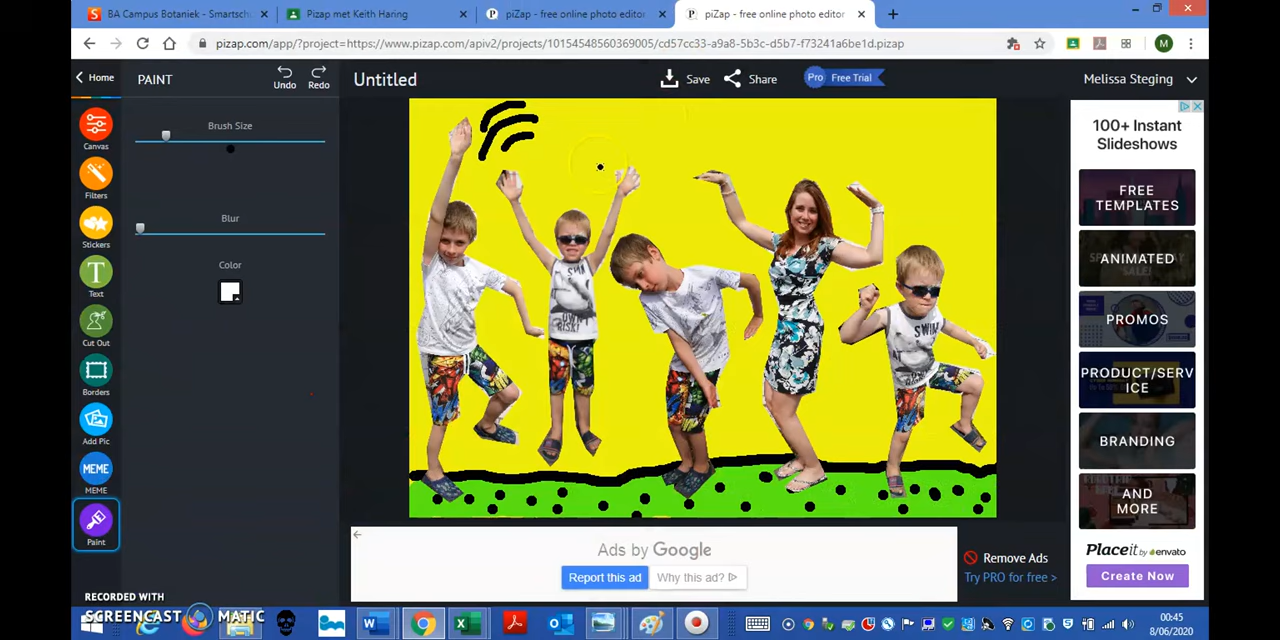 BA Campus Botaniek - Smartsch
Pizap met Keith Haring
piZap - free online photo editor
piZap - free online photo editor
pizap.com/app/?project=https://www.pizap.com/apiv2/projects/10154548560369005/cd57cc33-a9a8-5b3c-d5b7-f73241a6be1d.pizap
M
Home
PAINT
Undo
Redo
Untitled
Save
Share
Pro Free Trial
Melissa Steging
Brush Size
Blur
Color
Canvas
Filters
Stickers
Text
Cut Out
Borders
Add Pic
MEME
MEME
Paint
SWIM
OWN
RISK!
SWIM
100+ Instant
Slideshows
FREE
TEMPLATES
ANIMATED
PROMOS
PRODUCT/SERV
ICE
BRANDING
AND
MORE
Placeit by envato
Create Now
Ads by Google
Report this ad
Why this ad?
Remove Ads
Try PRO for free >
RECORDED WITH
SCREENCAST MATIC
00:45
8/06/2020